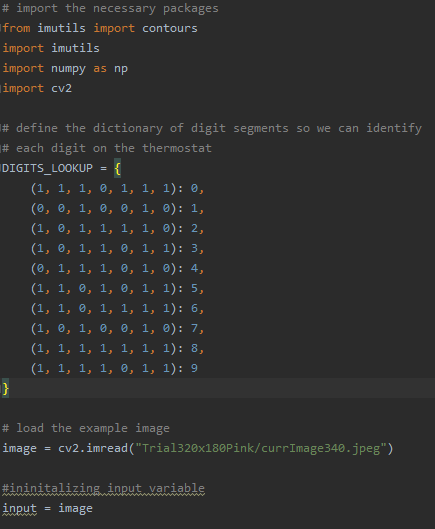 # import the necessary packages
from imutils import contours
import imutils
import numpy as np
import cv2
# define the dictionary of digit segments so we can identify
# each digit on the thermostat
DIGITS_LOOKUP = {
(1, 1, 1, 0, 1, 1, 1): 0,
(0, 0, 1, 0, 0, 1, 0): 1,
(1, 0, 1, 1, 1, 1, 0): 2,
(1, 0, 1, 1, 0, 1, 1): 3,
(0, 1, 1, 1, 0, 1, 0): 4,
(1, 1, 0, 1, 0, 1, 1): 5,
(1, 1, 0, 1, 1, 1, 1): 6,
(1, 0, 1, 0, 0, 1, 0): 7,
(1, 1, 1, 1, 1, 1, 1): 8,
(1, 1, 1, 1, 0, 1, 1): 9
}
# load the example image
image = cv2.imread("Trial320x180Pink/currImage340.jpeg")
#ininitalizing input variable
input = image